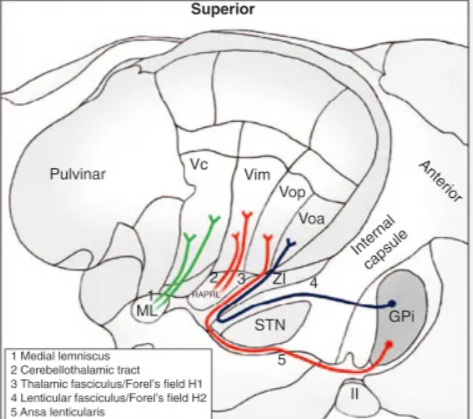 Superior
Pulvinar
Vc
Vim
Vop
Voa
Anterior
Internal
capsule
1
2
3
ZI
4
RAPRL
ML
STN
GPi
5
II
1 Medial lemniscus
2 Cerebellothalamic tract
3 Thalamic fasciculus/Forel's field H1
4 Lenticular fasciculus/Forel's field H2
5 Ansa lenticularis